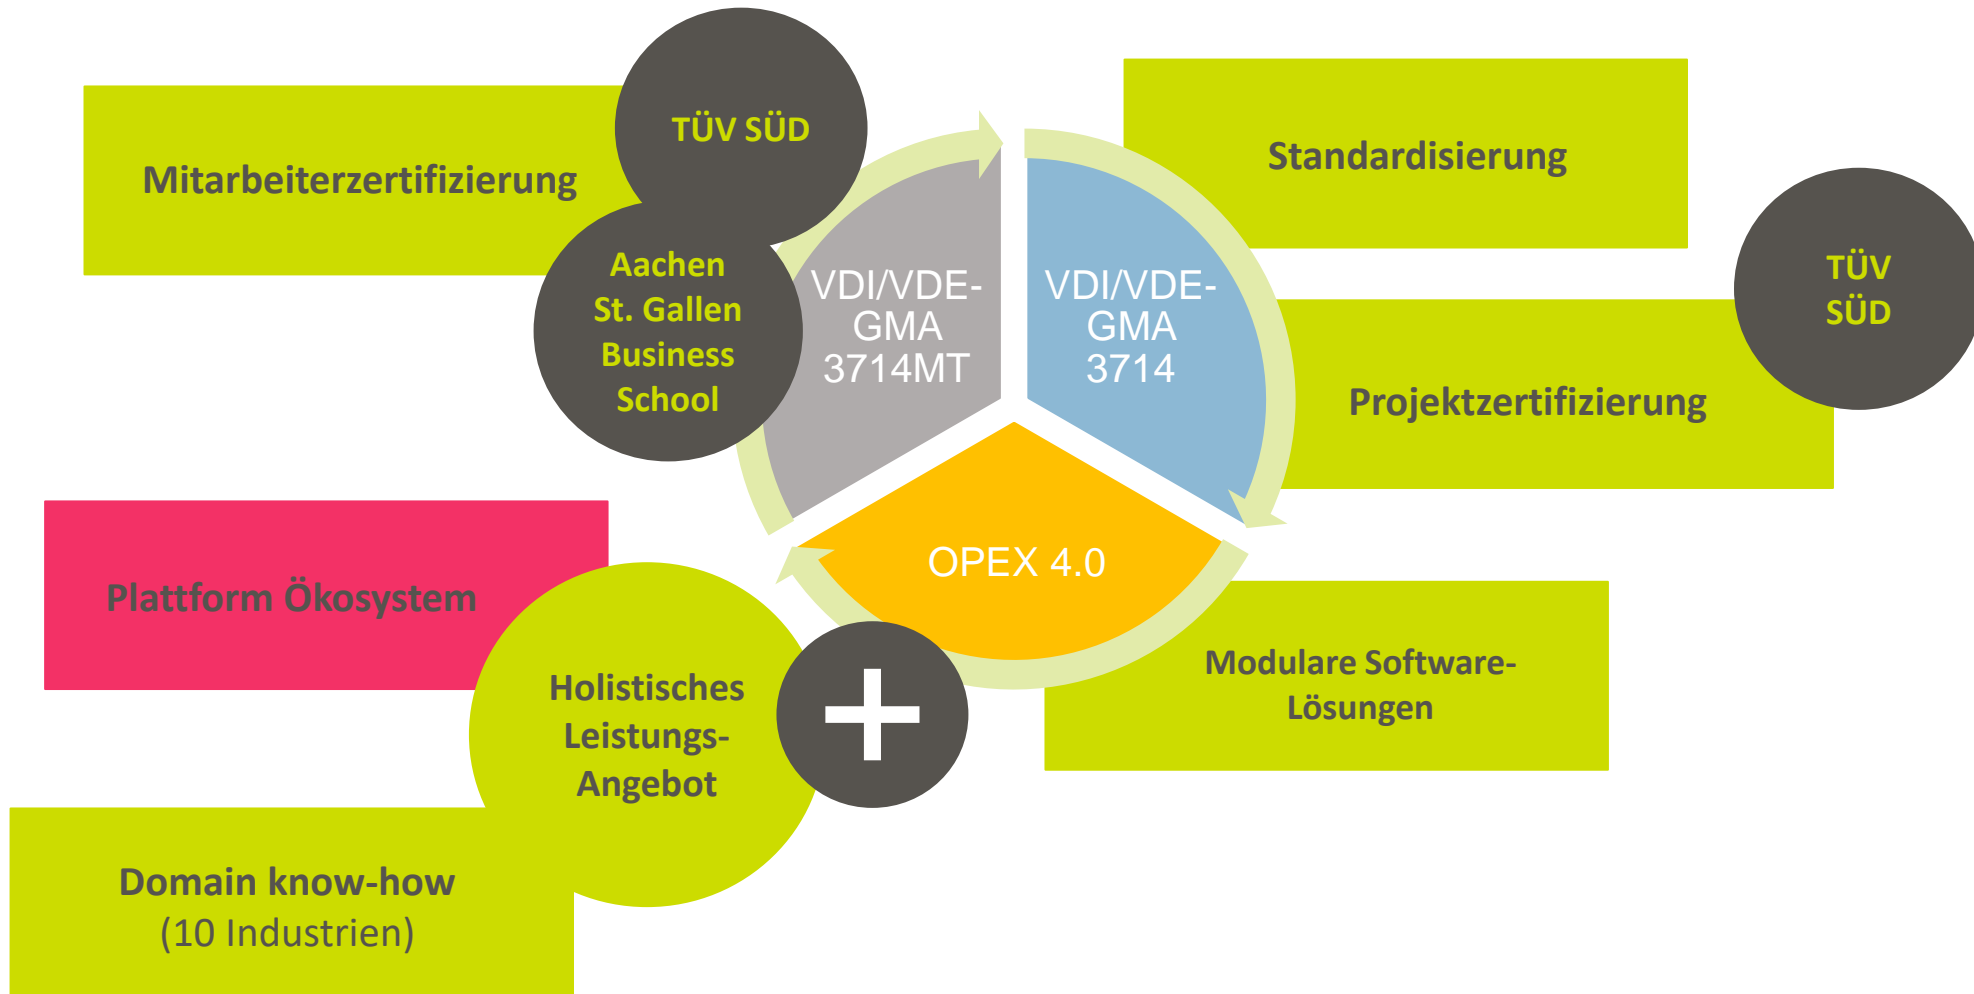 TÜV SÜD
Mitarbeiterzertifizierung
Aachen
St. Gallen
Business
School
VDI/VDE-
GMA
3714MT
VDI/VDE-
GMA
3714
Standardisierung
TÜV
SÜD
Projektzertifizierung
OPEX 4.0
Plattform Ökosystem
Holistisches
Leistungs-
Angebot
Modulare Software-
Lösungen
Domain know-how
(10 Industrien)